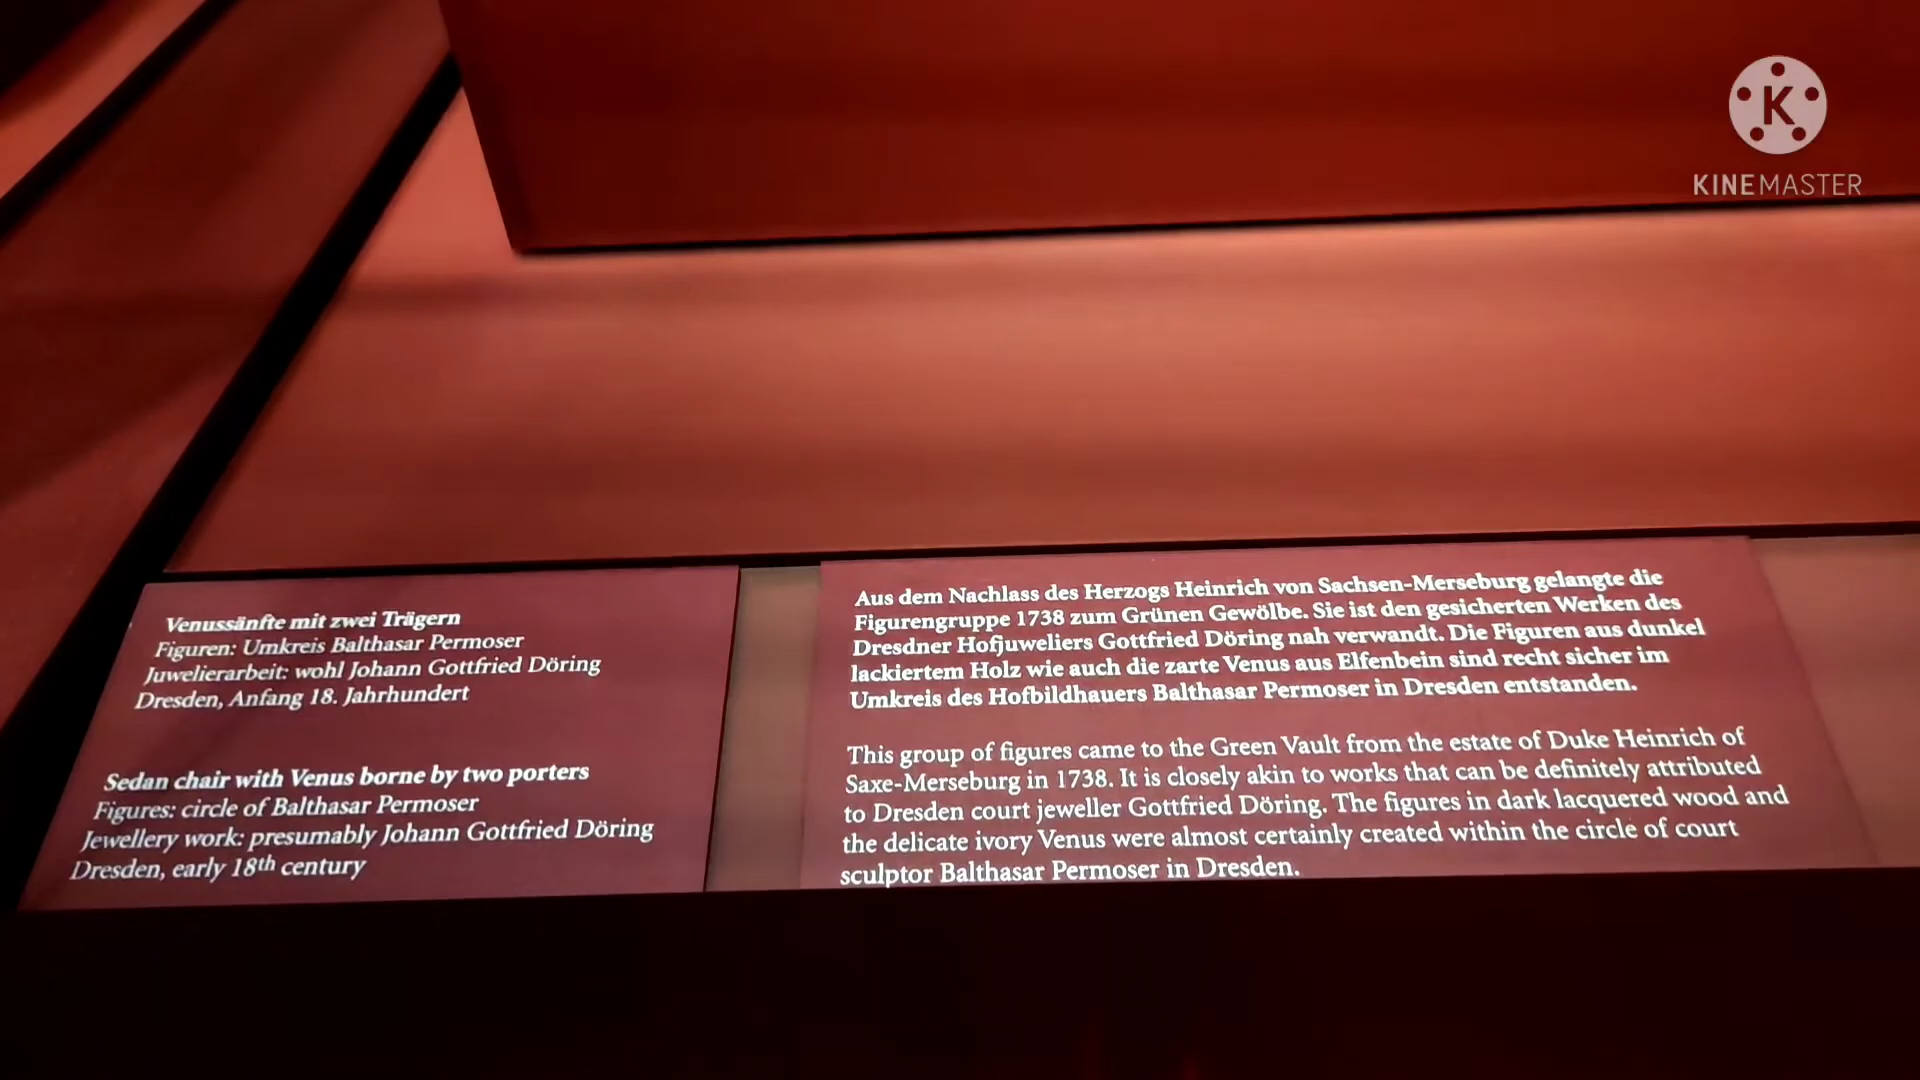 KINEMASTER
Venussänfte mit zwei Trägern
Figuren: Umkreis Balthasar Permoser
Juwelierarbeit: wohl Johann Gottfried Döring
Dresden, Anfang 18. Jahrhundert
Sedan chair with Venus borne by two porters
Figures: circle of Balthasar Permoser
Jewellery work: presumably Johann Gottfried Döring
Dresden, early 18th century
Aus dem Nachlass des Herzogs Heinrich von Sachsen-Merseburg gelangte die
Figurengruppe 1738 zum Grünen Gewölbe. Sie ist den gesicherten Werken des
Dresdner Hofjuweliers Gottfried Döring nah verwandt. Die Figuren aus dunkel
lackiertem Holz wie auch die zarte Venus aus Elfenbein sind recht sicher im
Umkreis des Hofbildhauers Balthasar Permoser in Dresden entstanden.
This group of figures came to the Green Vault from the estate of Duke Heinrich of
Saxe-Merseburg in 1738. It is closely akin to works that can be definitely attributed
to Dresden court jeweller Gottfried Döring. The figures in dark lacquered wood and
the delicate ivory Venus were almost certainly created within the circle of court
sculptor Balthasar Permoser in Dresden.